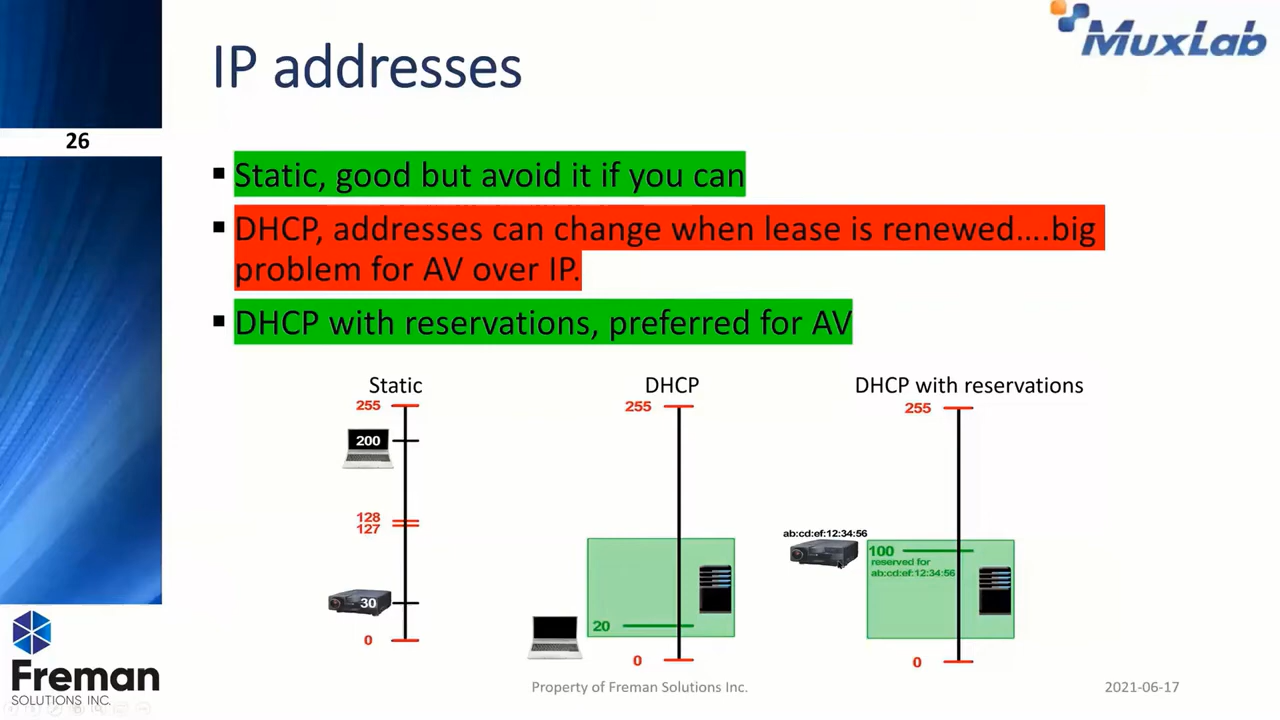 MuxLab
IP addresses
26
Static, good but avoid it if you can
DHCP, addresses can change when lease is renewed....big
problem for AV over IP.
DHCP with reservations, preferred for AV
Static
255
200
128
127
30
0
DHCP
255
20
0
DHCP with reservations
255
ab:cd:ef:12:34:56
100
reserved for
ab:cd:ef:12:34:56
0
Freman
SOLUTIONS INC.
Property of Freman Solutions Inc.
2021-06-17